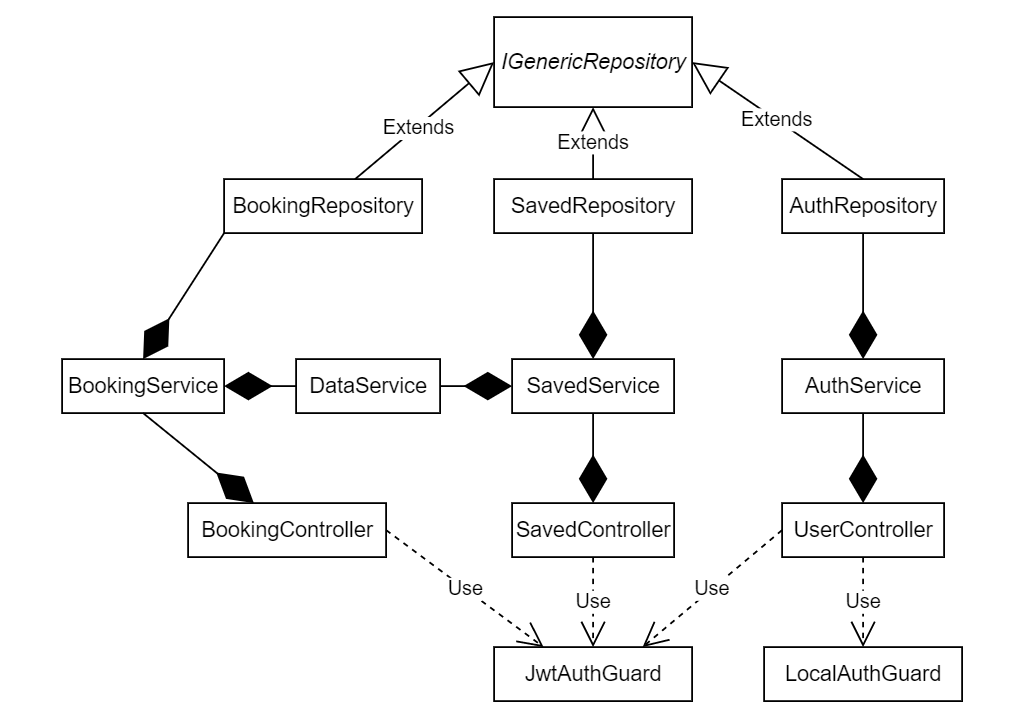 IGenericRepository
Extends
Extends
Extends
BookingRepository
SavedRepository
AuthRepository
BookingService
DataService
SavedService
AuthService
BookingController
SavedController
UserController
Use
Use
Use
Use
JwtAuthGuard
LocalAuthGuard